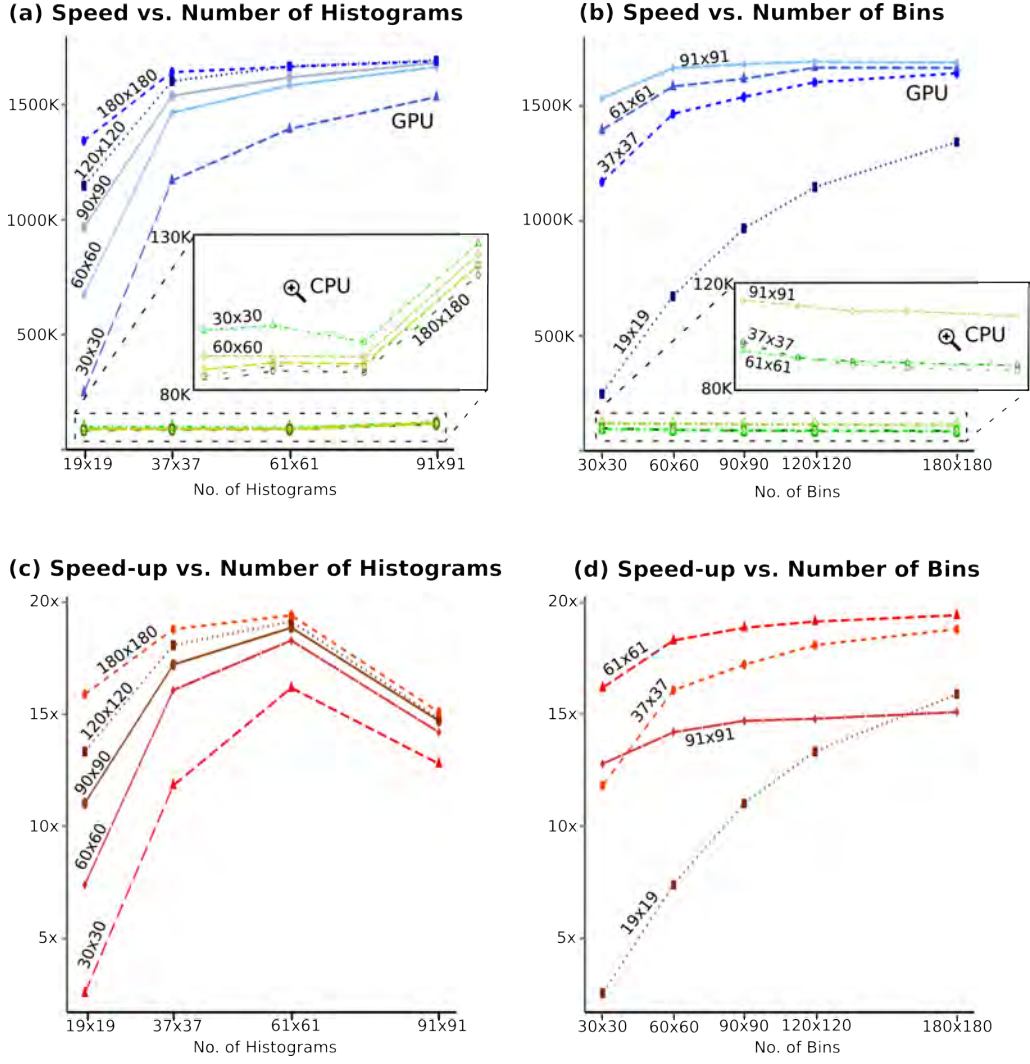 (a) Speed vs. Number of Histograms
180x180
120x120
90x90
60x60
30x30
1500K
1000K
500K
GPU
130K
80K
CPU
30x30
60x60
180x180
19x19 37x37 61x61 91x91
No. of Histograms
(b) Speed vs. Number of Bins
91x91
61x61
37x37
19x19
1500K
1000K
500K
GPU
120K
80K
91x91
CPU
37x37
61x61
30x30 60x60 90x90 120x120 180x180
No. of Bins
(c) Speed-up vs. Number of Histograms
20x
15x
10x
5x
180x180
120x120
90x90
60x60
30x30
19x19 37x37 61x61 91x91
No. of Histograms
(d) Speed-up vs. Number of Bins
20x
15x
10x
5x
61x61
37x37
91x91
19x19
30x30 60x60 90x90 120x120 180x180
No. of Bins